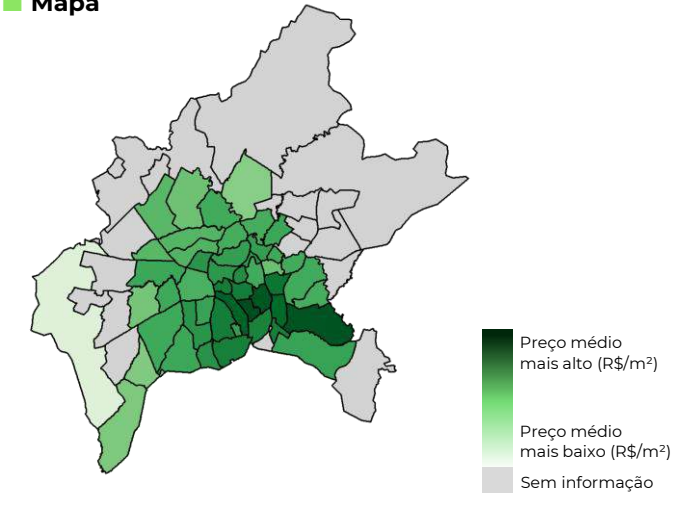 Mapa
Preço médio
mais alto (R$/m²)
Preço médio
mais baixo (R$/m²)
Sem informação